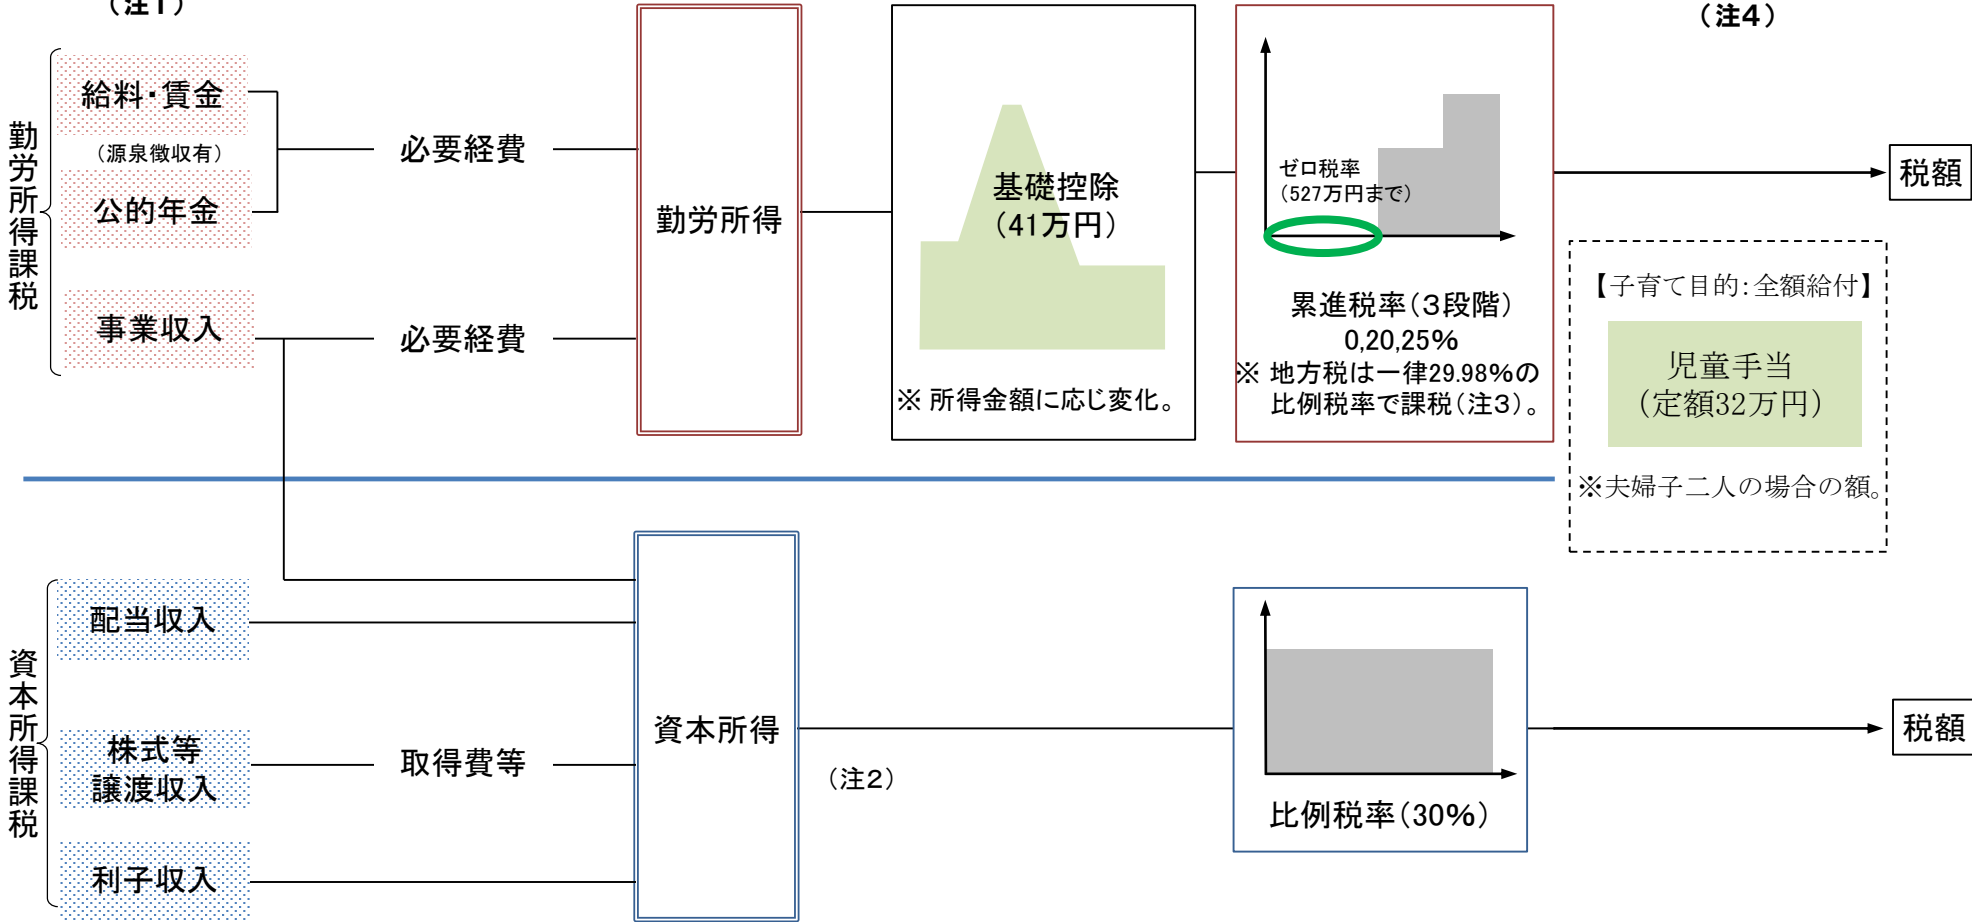 （注１）
（注４）
勤労所得課税
給料・賃金
（源泉徴収有）
公的年金
事業収入
必要経費
必要経費
勤労所得
基礎控除
（41万円）
※ 所得金額に応じ変化。
ゼロ税率
（527万円まで）
累進税率（３段階）
0,20,25％
※ 地方税は一律29.98％の
比例税率で課税（注３）。
税額
【子育て目的：全額給付】
児童手当
（定額32万円）
※夫婦子二人の場合の額。
資本所得課税
配当収入
株式等
譲渡収入
利子収入
取得費等
資本所得
（注２）
比例税率（30％）
税額